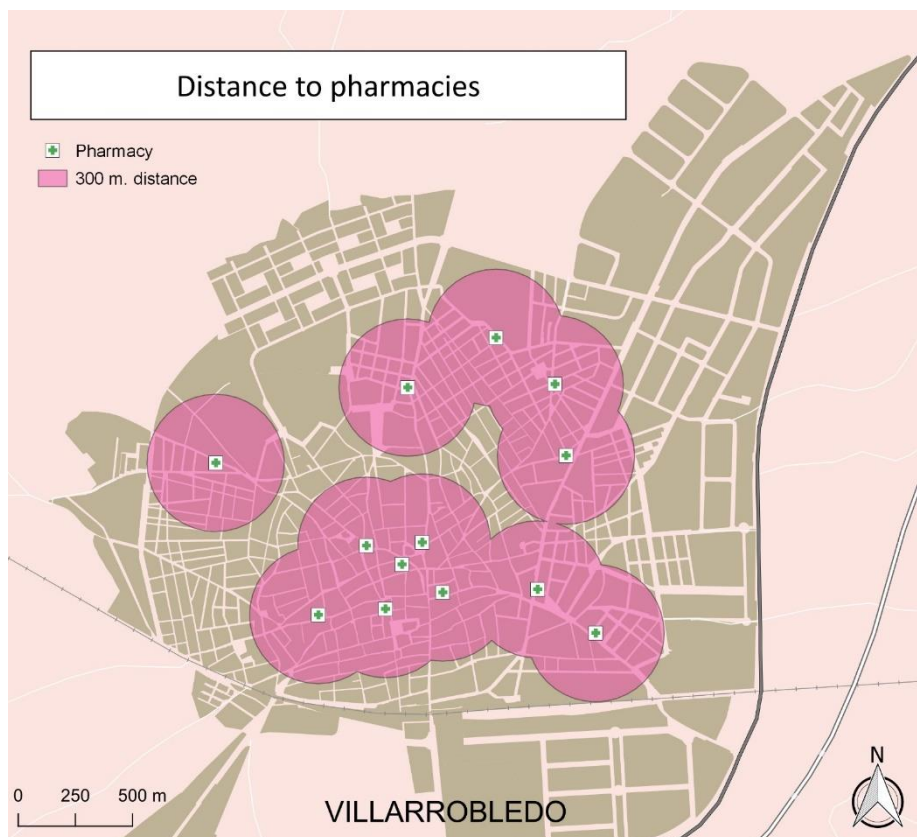 Distance to pharmacies
Pharmacy
300 m. distance
N
0 250 500 m
VILLARROBLEDO